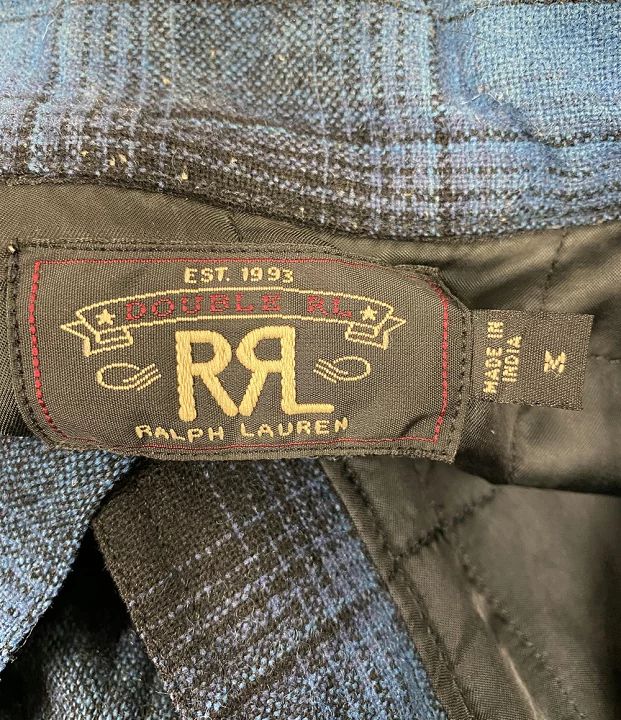 EST. 1993
DOUBLE RL
RRL
RALPH LAUREN
MADE IN
INDIA
M